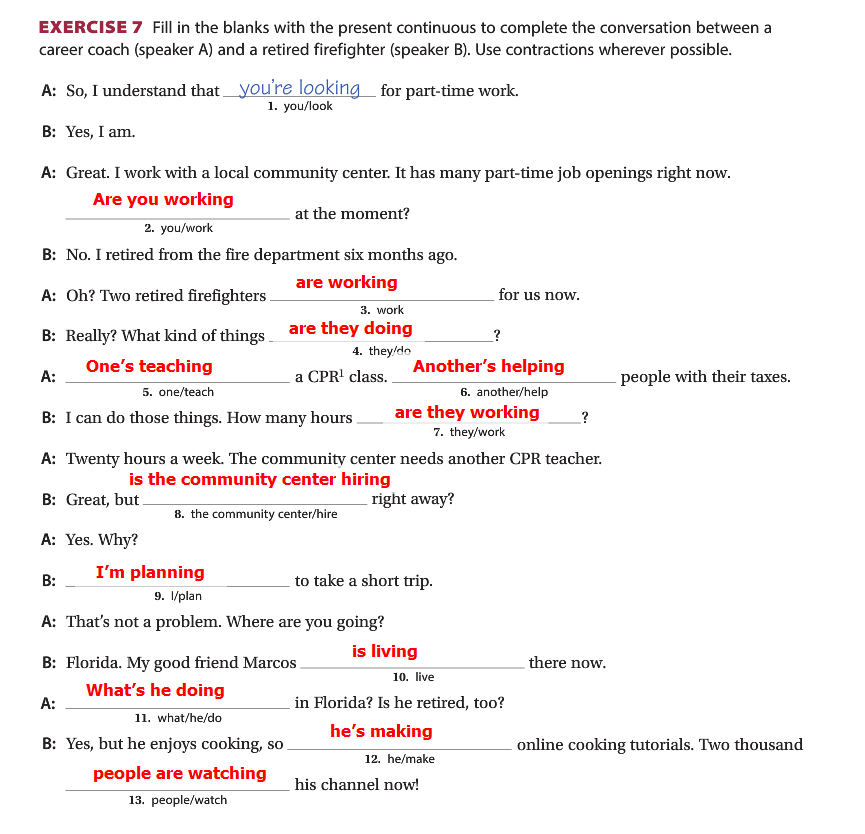 EXERCISE 7 Fill in the blanks with the present continuous to complete the conversation between a
career coach (speaker A) and a retired firefighter (speaker B). Use contractions wherever possible.
A: So, I understand that you're looking for part-time work.
1. you/look
B: Yes, I am.
A: Great. I work with a local community center. It has many part-time job openings right now.
Are you working at the moment?
2. you/work
B: No. I retired from the fire department six months ago.
A: Oh? Two retired firefighters are working for us now.
3. work
B: Really? What kind of things are they doing ?
4. they/do
A: One's teaching a CPR¹ class. Another's helping people with their taxes.
5. one/teach 6. another/help
B: I can do those things. How many hours are they working ?
7. they/work
A: Twenty hours a week. The community center needs another CPR teacher.
B: Great, but is the community center hiring right away?
8. the community center/hire
A: Yes. Why?
B: I'm planning to take a short trip.
9. I/plan
A: That's not a problem. Where are you going?
B: Florida. My good friend Marcos is living there now.
10. live
A: What's he doing in Florida? Is he retired, too?
11. what/he/do
B: Yes, but he enjoys cooking, so he's making online cooking tutorials. Two thousand
12. he/make
people are watching his channel now!
13. people/watch